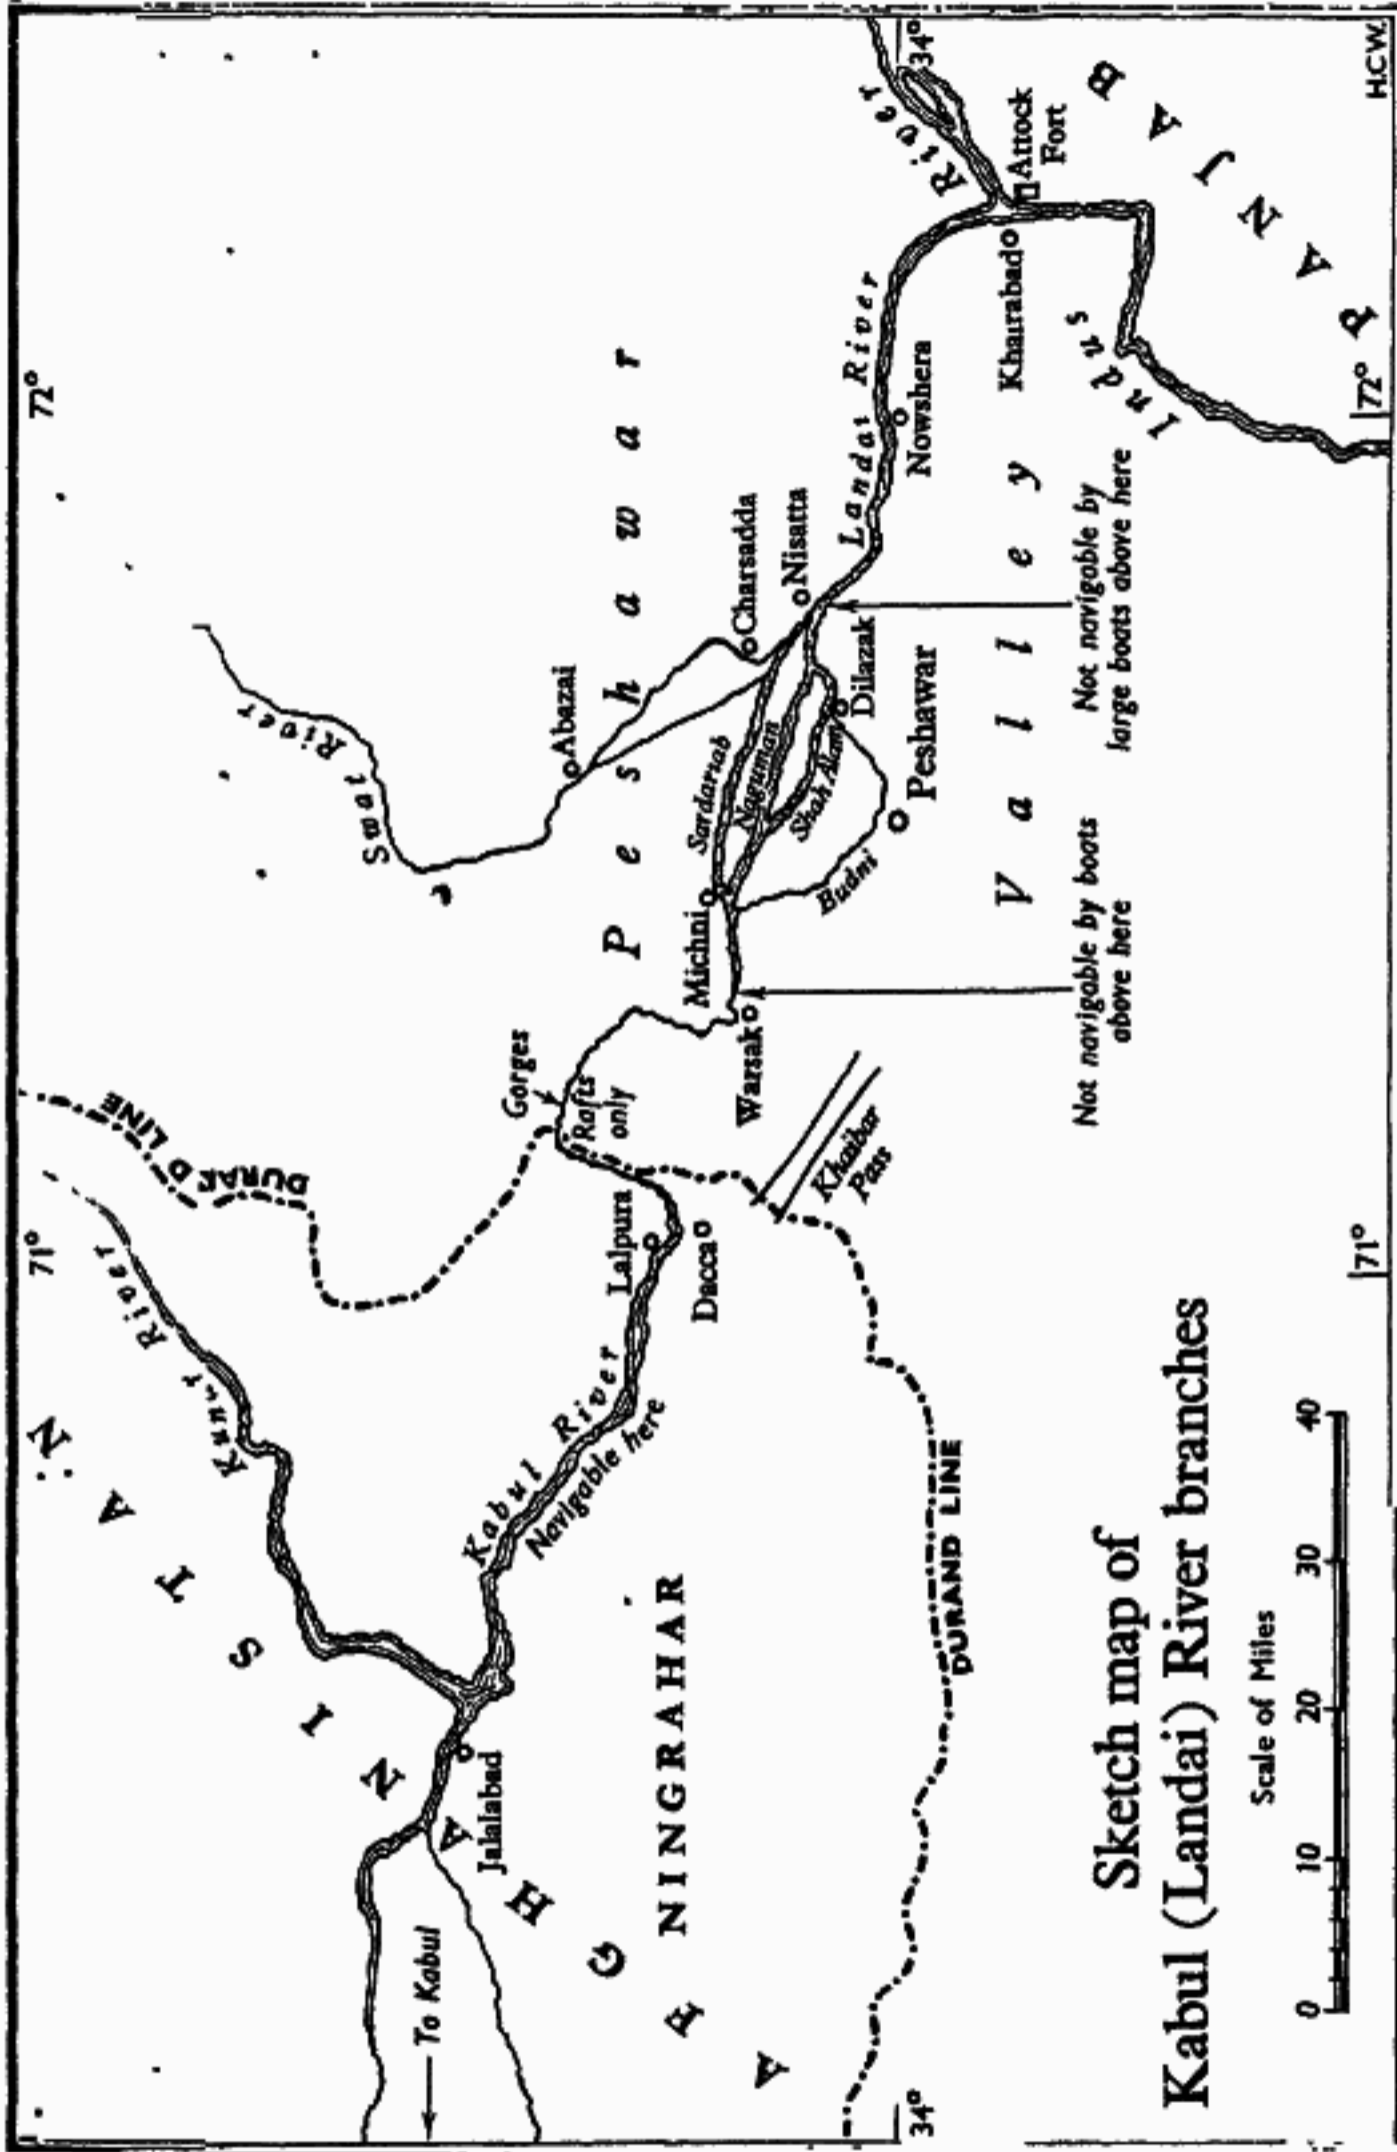 72°
71°
AFGHANISTAN
Kunar River
DURAND LINE
Swat River
Abazai
Peshawar
Valley
Charsadda
Nisatta
Landai River
River
34°
Attock
Fort
Khairabad
Nowshera
Indus
PANJAB
Gorges
Rafts
only
Michni
Sardariab
Naguman
Shah Alam
Dilazak
Budni
Peshawar
Warsak
Khaibar
Pass
Lalpura
Dacca
Kabul River
Navigable here
Jalalabad
To Kabul
NINGRAHAR
DURAND LINE
Not navigable by boats
above here
Not navigable by
large boats above here
34°
Sketch map of
Kabul (Landai) River branches
Scale of Miles
0 10 20 30 40
71°
72°
H.C.W.